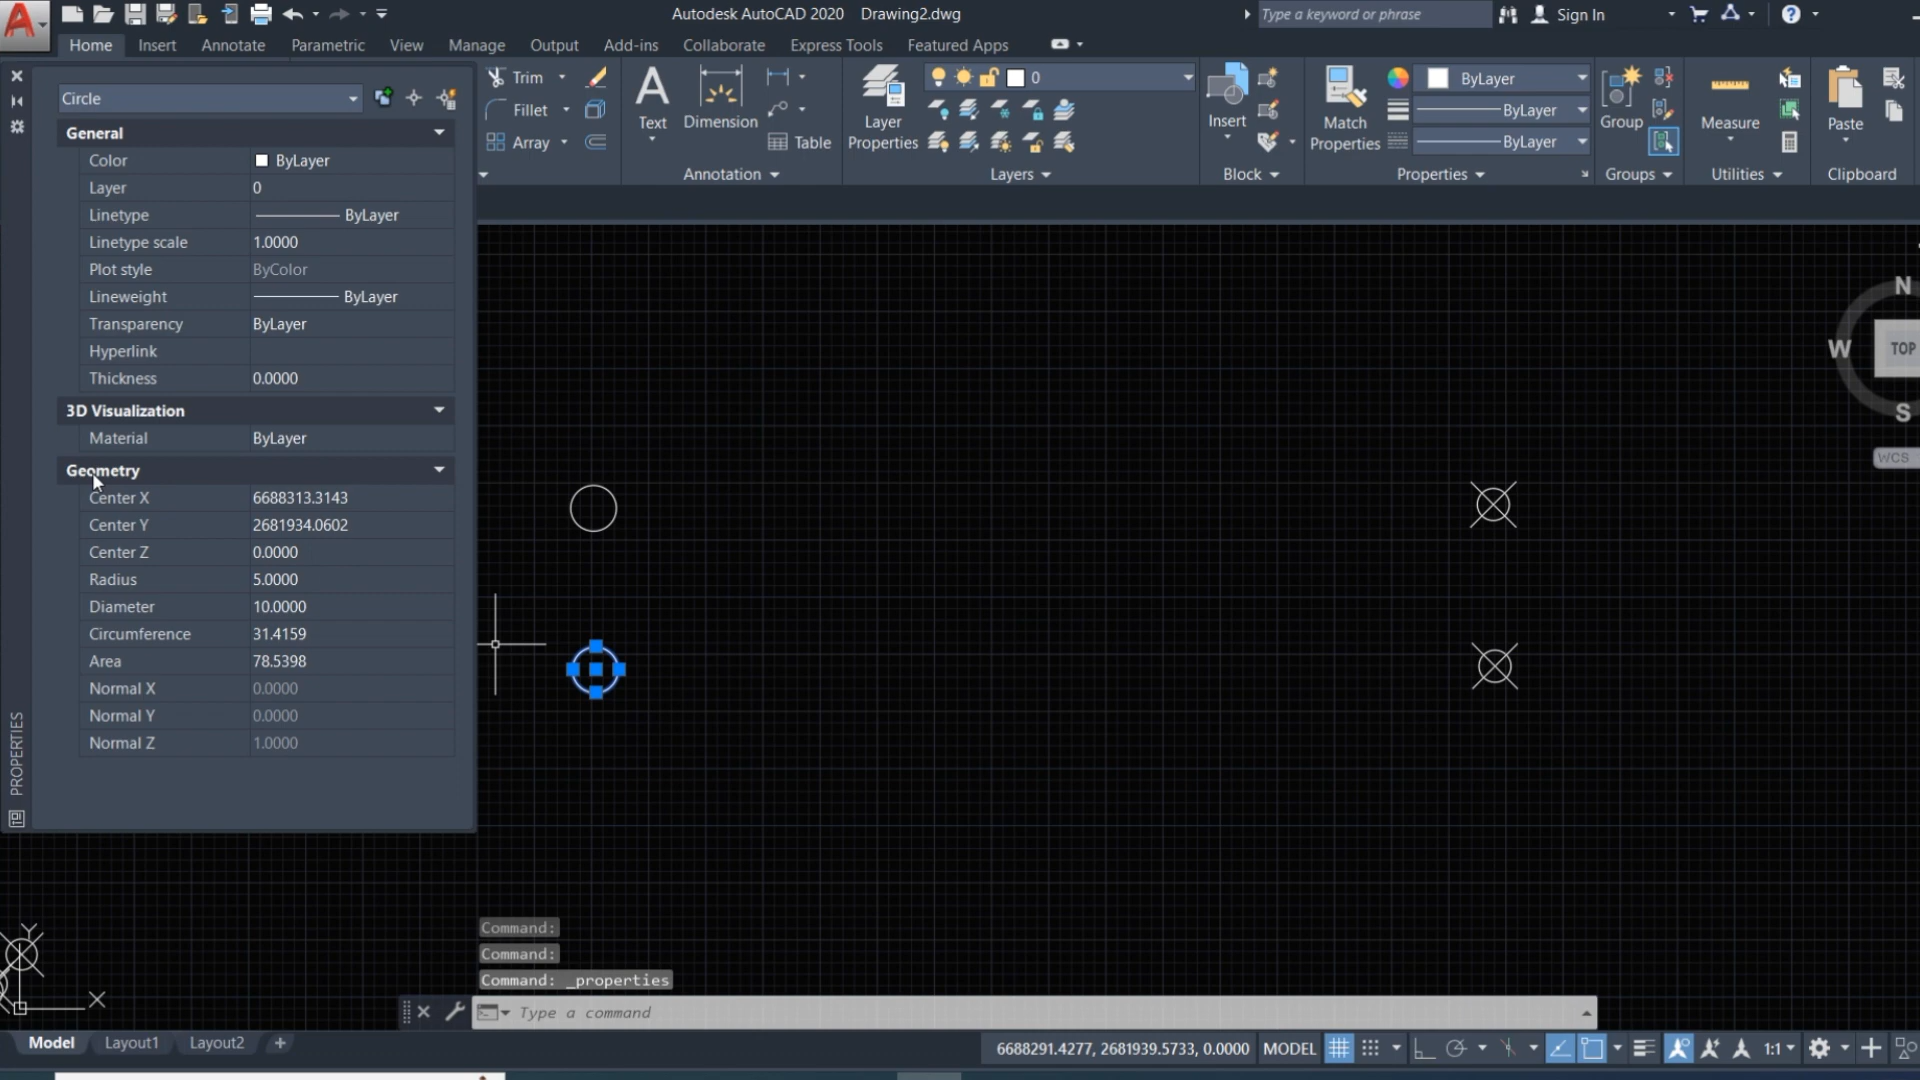 Autodesk AutoCAD 2020 Drawing2.dwg
Type a keyword or phrase
Sign In
Home Insert Annotate Parametric View Manage Output Add-ins Collaborate Express Tools Featured Apps
Trim
Fillet
Array
Text
Dimension
Table
Annotation
Layer
Properties
0
Layers
Insert
Block
Match
Properties
ByLayer
ByLayer
ByLayer
Properties
Group
Groups
Measure
Utilities
Paste
Clipboard
Circle
General
Color ByLayer
Layer 0
Linetype ByLayer
Linetype scale 1.0000
Plot style ByColor
Lineweight ByLayer
Transparency ByLayer
Hyperlink
Thickness 0.0000
3D Visualization
Material ByLayer
Geometry
Center X 6688313.3143
Center Y 2681934.0602
Center Z 0.0000
Radius 5.0000
Diameter 10.0000
Circumference 31.4159
Area 78.5398
Normal X 0.0000
Normal Y 0.0000
Normal Z 1.0000
PROPERTIES
N
W
TOP
S
WCS
Y
X
Command:
Command:
Command: _properties
Type a command
Model Layout1 Layout2 +
6688291.4277, 2681939.5733, 0.0000 MODEL 1:1